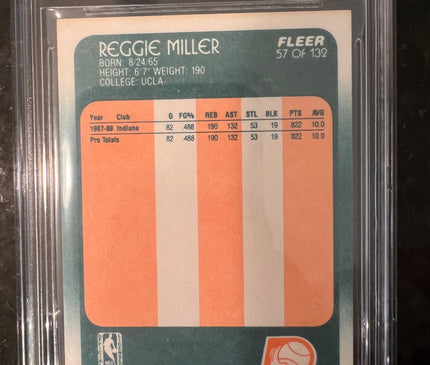 REGGIE MILLER
BORN: 8/24/65
HEIGHT: 6'7" WEIGHT: 190
COLLEGE: UCLA
FLEER
57 OF 132
Year Club G FG% REB AST STL BLK PTS AVG
1987-88 Indiana 82 .488 190 132 53 19 822 10.0
Pro Totals 82 .488 190 132 53 19 822 10.0
NBA